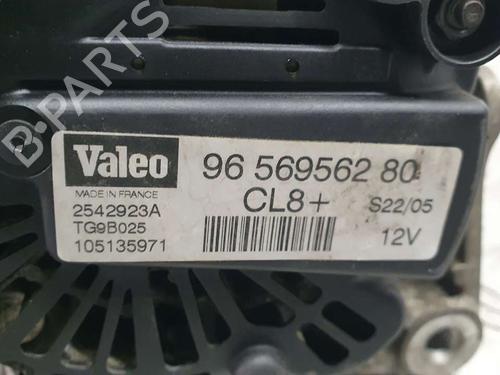 B-PARTS
Valeo
MADE IN FRANCE
2542923A
TG9B025
105135971
96 569562 80
CL8+
S22/05
12V